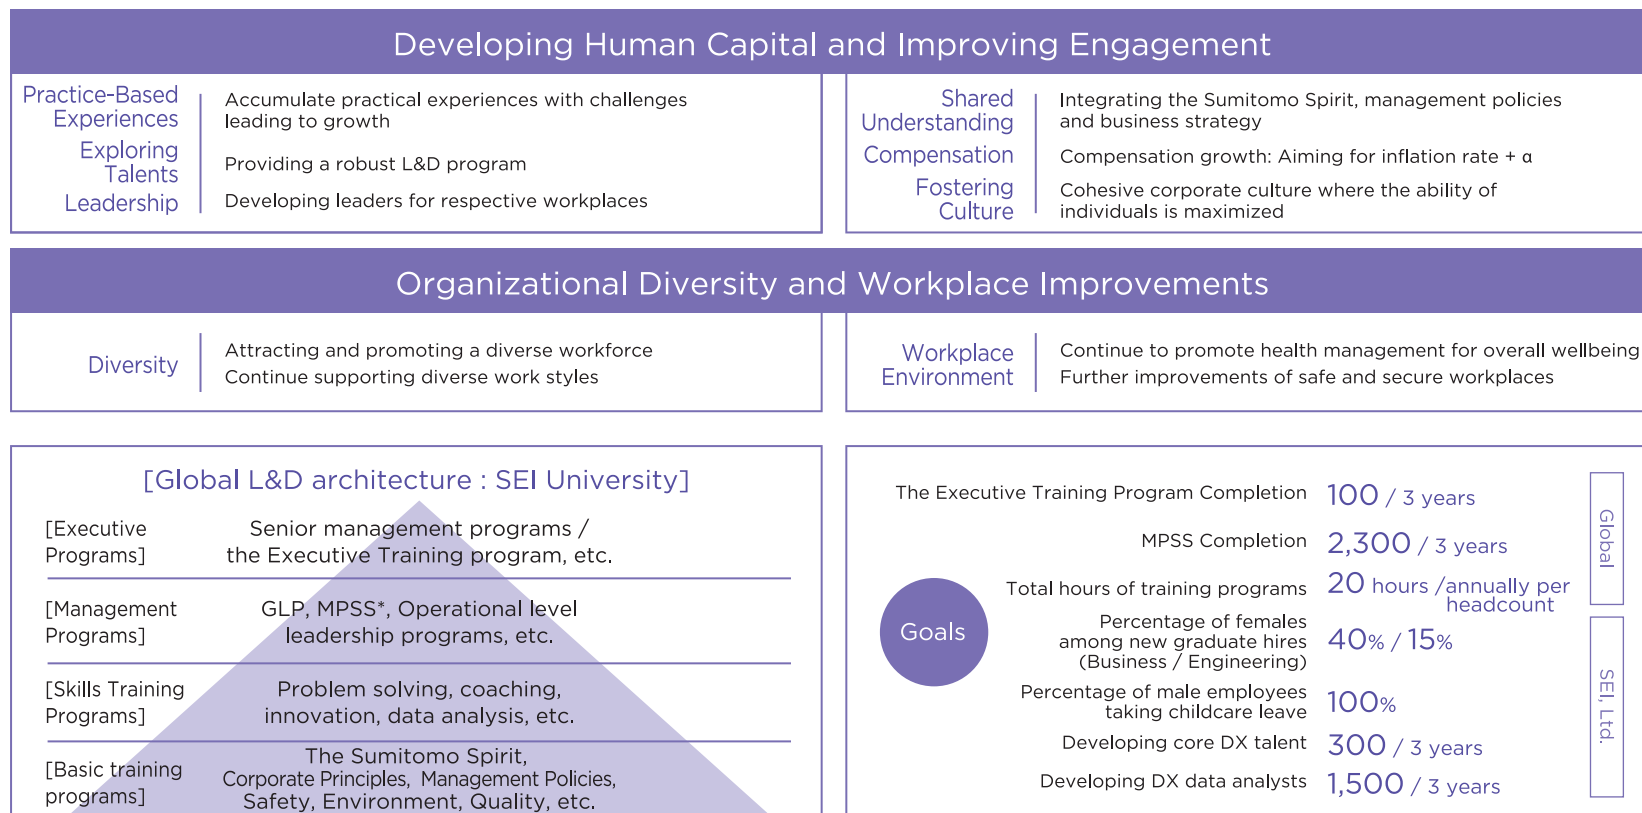 Developing Human Capital and Improving Engagement
Practice-Based
Experiences
Accumulate practical experiences with challenges
leading to growth
Exploring
Talents
Providing a robust L&D program
Leadership
Developing leaders for respective workplaces
Shared
Understanding
Integrating the Sumitomo Spirit, management policies
and business strategy
Compensation
Compensation growth: Aiming for inflation rate + α
Fostering
Culture
Cohesive corporate culture where the ability of
individuals is maximized
Organizational Diversity and Workplace Improvements
Diversity
Attracting and promoting a diverse workforce
Continue supporting diverse work styles
Workplace
Environment
Continue to promote health management for overall wellbeing
Further improvements of safe and secure workplaces
[Global L&D architecture : SEI University]
[Executive
Programs]
Senior management programs /
the Executive Training program, etc.
[Management
Programs]
GLP, MPSS*, Operational level
leadership programs, etc.
[Skills Training
Programs]
Problem solving, coaching,
innovation, data analysis, etc.
[Basic training
programs]
The Sumitomo Spirit,
Corporate Principles, Management Policies,
Safety, Environment, Quality, etc.
Goals
The Executive Training Program Completion 100 / 3 years
MPSS Completion 2,300 / 3 years
Total hours of training programs 20 hours /annually per
headcount
Percentage of females
among new graduate hires
(Business / Engineering)
40% / 15%
Percentage of male employees
taking childcare leave
100%
Developing core DX talent 300 / 3 years
Developing DX data analysts 1,500 / 3 years
Global
SEI, Ltd.